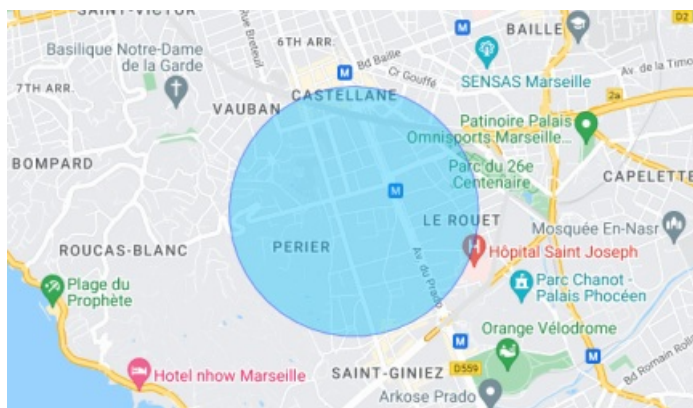 SAINT-VICTOR
Rue Breteuil
6TH ARR.
BAILLE
D2
Basilique Notre-Dame
de la Garde
Bd Baille
M
M
Cr Gouffé
SENSAS Marseille
Av. de la Timo
7TH ARR.
VAUBAN
CASTELLANE
2a
Patinoire Palais
Omnisports Marseille...
BOMPARD
Parc du 26e
Centenaire
CAPELETTE
M
LE ROUET
Mosquée En-Nasr
ROUCAS-BLANC
PERIER
Av. du Prado
H
Hôpital Saint Joseph
Plage du
Prophète
Parc Chanot -
Palais Phocéen
Orange Vélodrome
M
M
Hotel nhow Marseille
SAINT-GINIEZ
D559
Bd Romain Roll
Arkose Prado